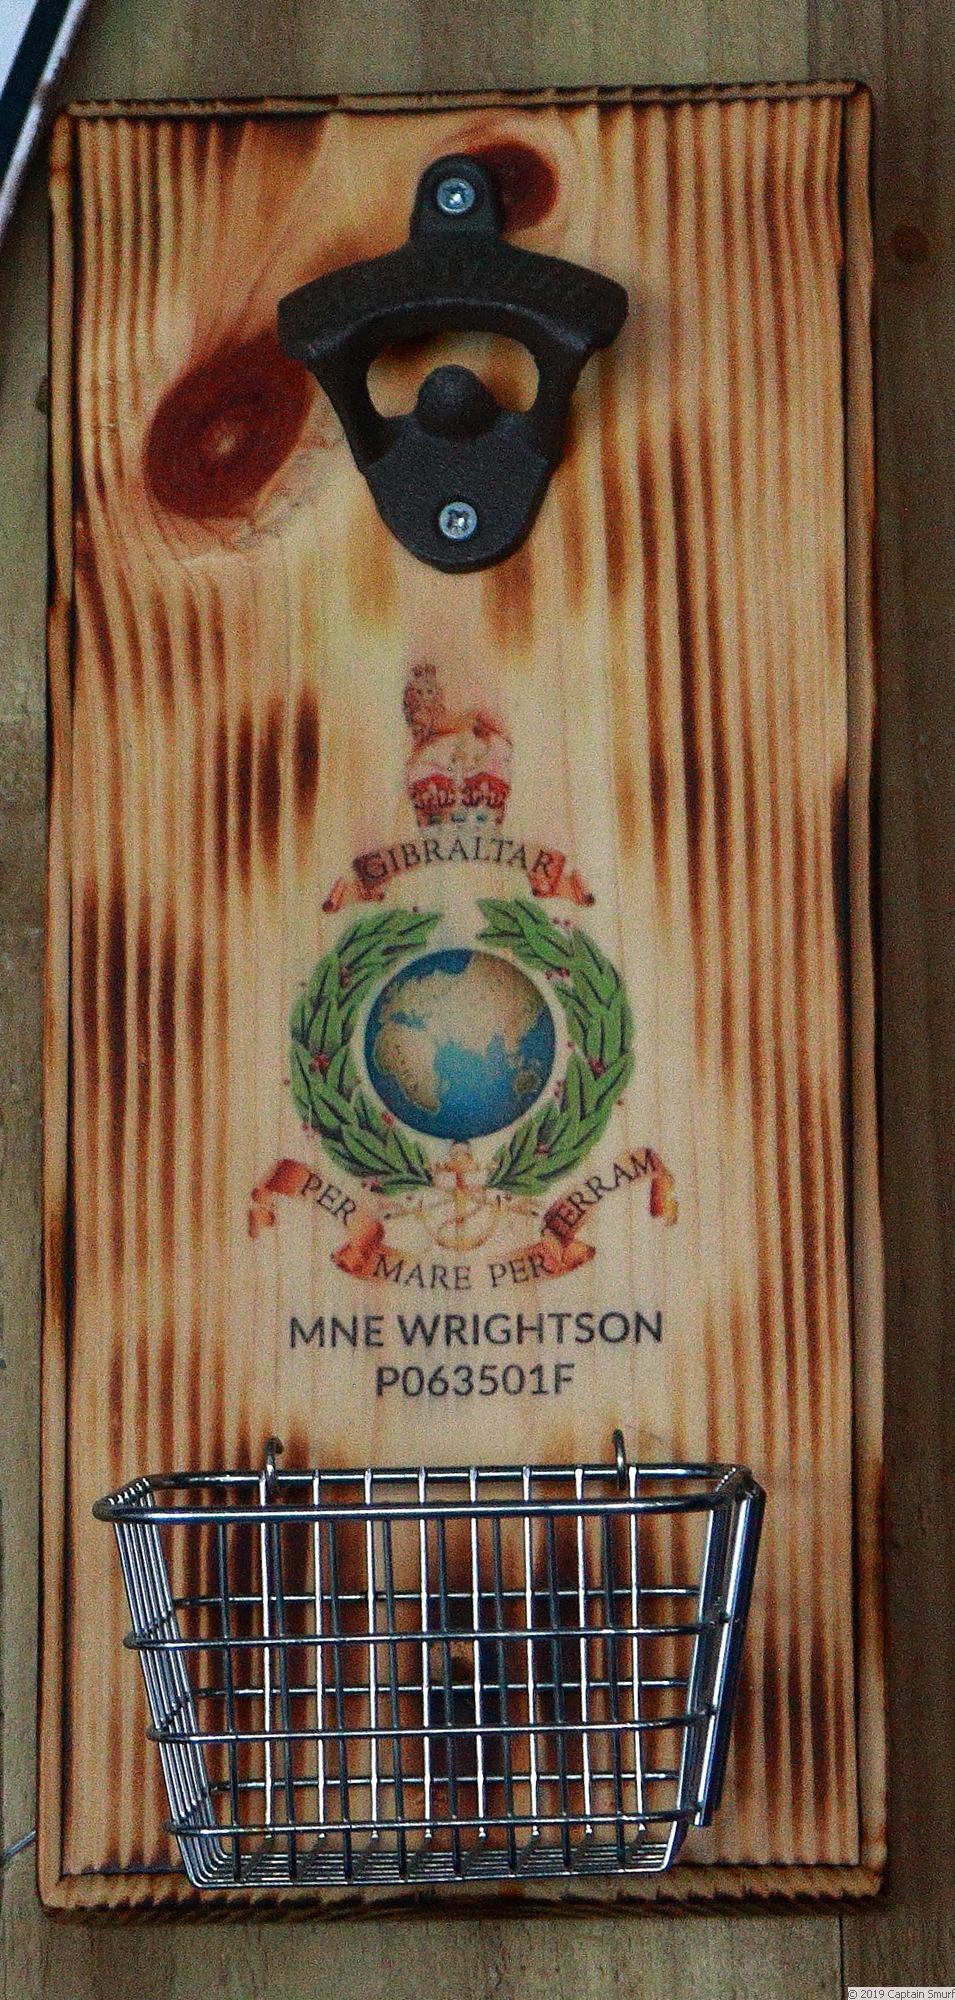 GIBRALTAR
PER MARE PER TERRAM
MNE WRIGHTSON
P063501F
© 2019 Captain Smurf